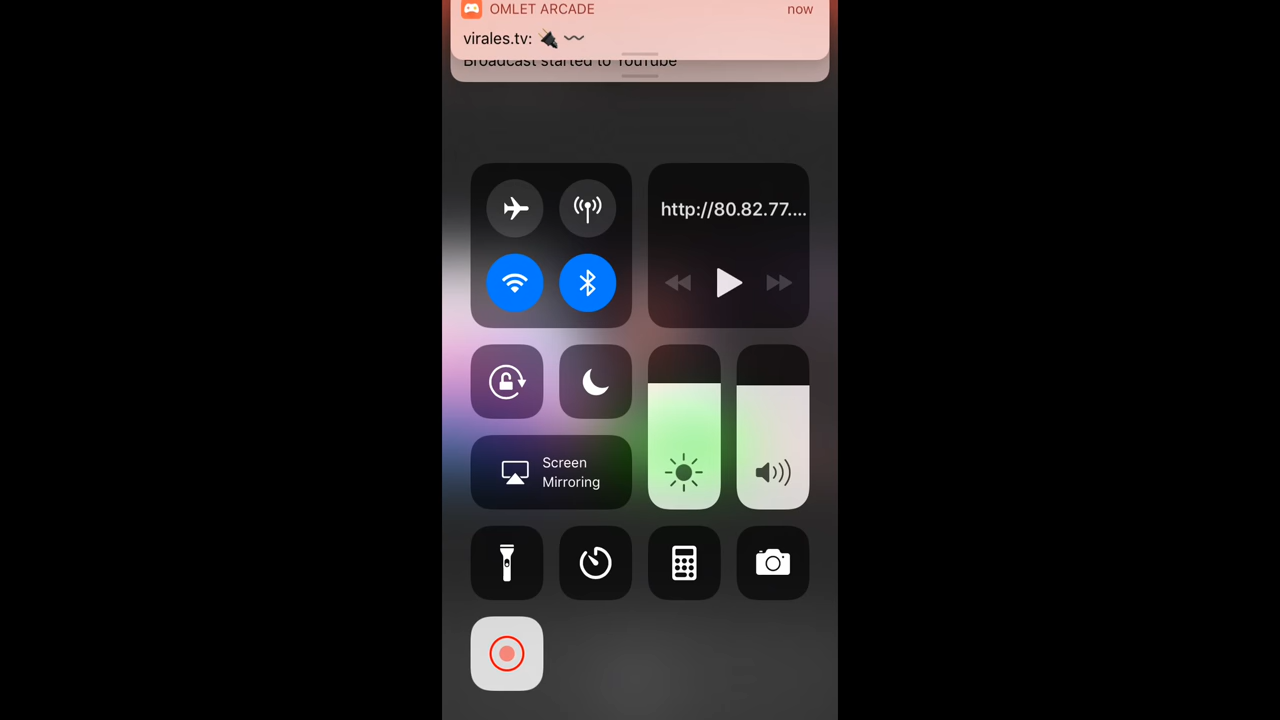 OMLET ARCADE
now
virales.tv: 🔌 〰️
Broadcast started to YouTube
http://80.82.77....
Screen
Mirroring